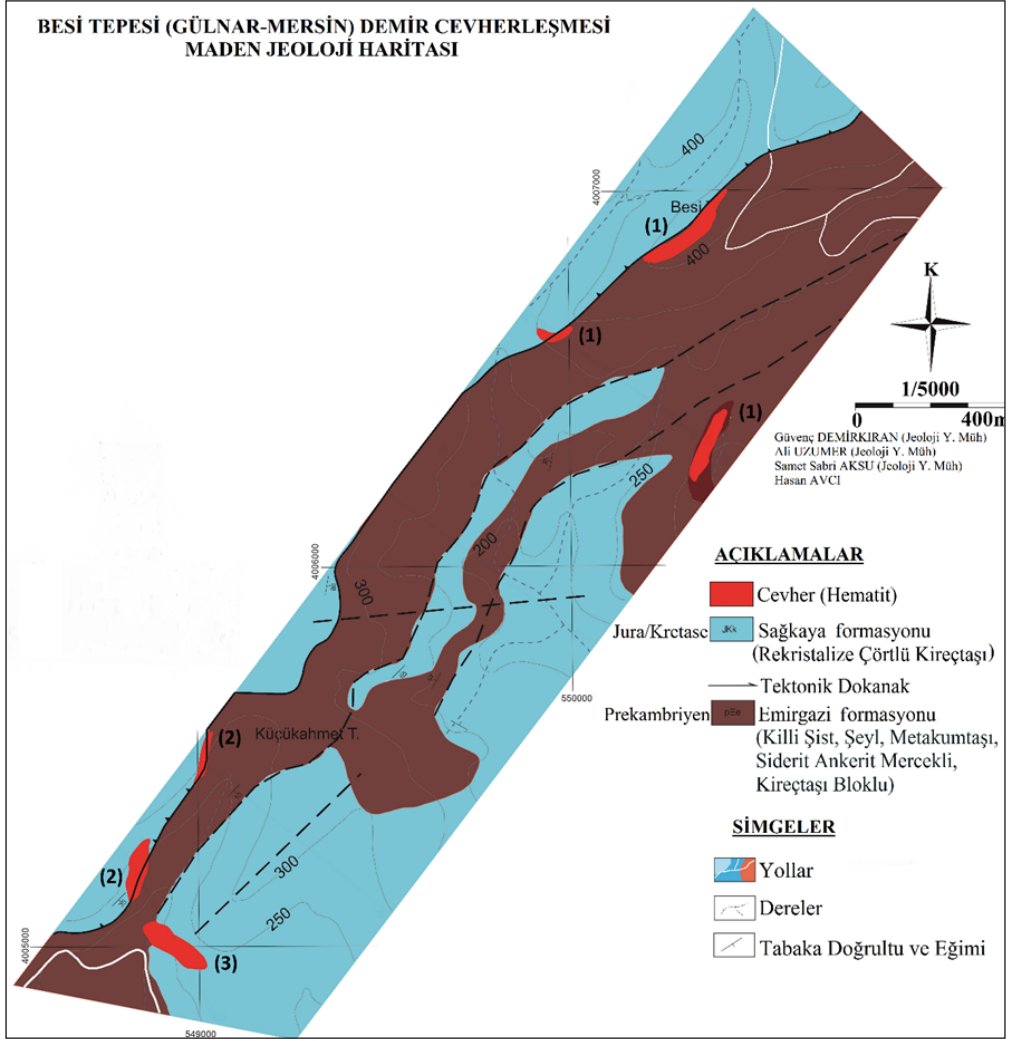 BESİ TEPESİ (GÜLNAR-MERSİN) DEMİR CEVHERLEŞMESİ
MADEN JEOLOJİ HARİTASI
400
4007000
Besi
(1)
400
K
(1)
1/5000
0 400m
(1)
Güvenç DEMİRKIRAN (Jeoloji Y. Müh)
Ali UZUMER (Jeoloji Y. Müh)
Samet Sabri AKSU (Jeoloji Y. Müh)
Hasan AVCI
250
200
4006000
300
AÇIKLAMALAR
Cevher (Hematit)
Jura/Kretase JKk Sağkaya formasyonu
(Rekristalize Çörtlü Kireçtaşı)
Tektonik Dokanak
550000
Prekambriyen pEe Emirgazi formasyonu
(Killi Şist, Şeyl, Metakumtaşı,
Siderit Ankerit Mercekli,
Kireçtaşı Bloklu)
Küçükahmet T.
(2)
SİMGELER
300
(2)
Yollar
250
Dereler
4005000
(3)
Tabaka Doğrultu ve Eğimi
549000